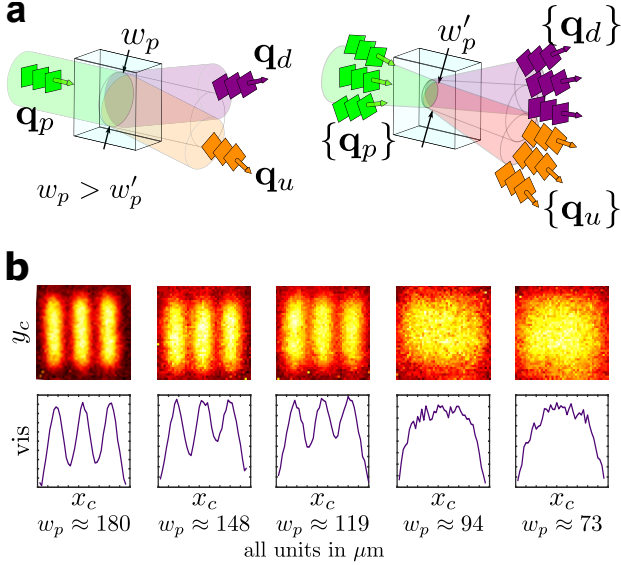 a
w_p
q_p
q_d
q_u
w_p > w'_p
w'_p
{q_p}
{q_d}
{q_u}
b
y_c
vis
x_c x_c x_c x_c x_c
w_p ≈ 180 w_p ≈ 148 w_p ≈ 119 w_p ≈ 94 w_p ≈ 73
all units in μm